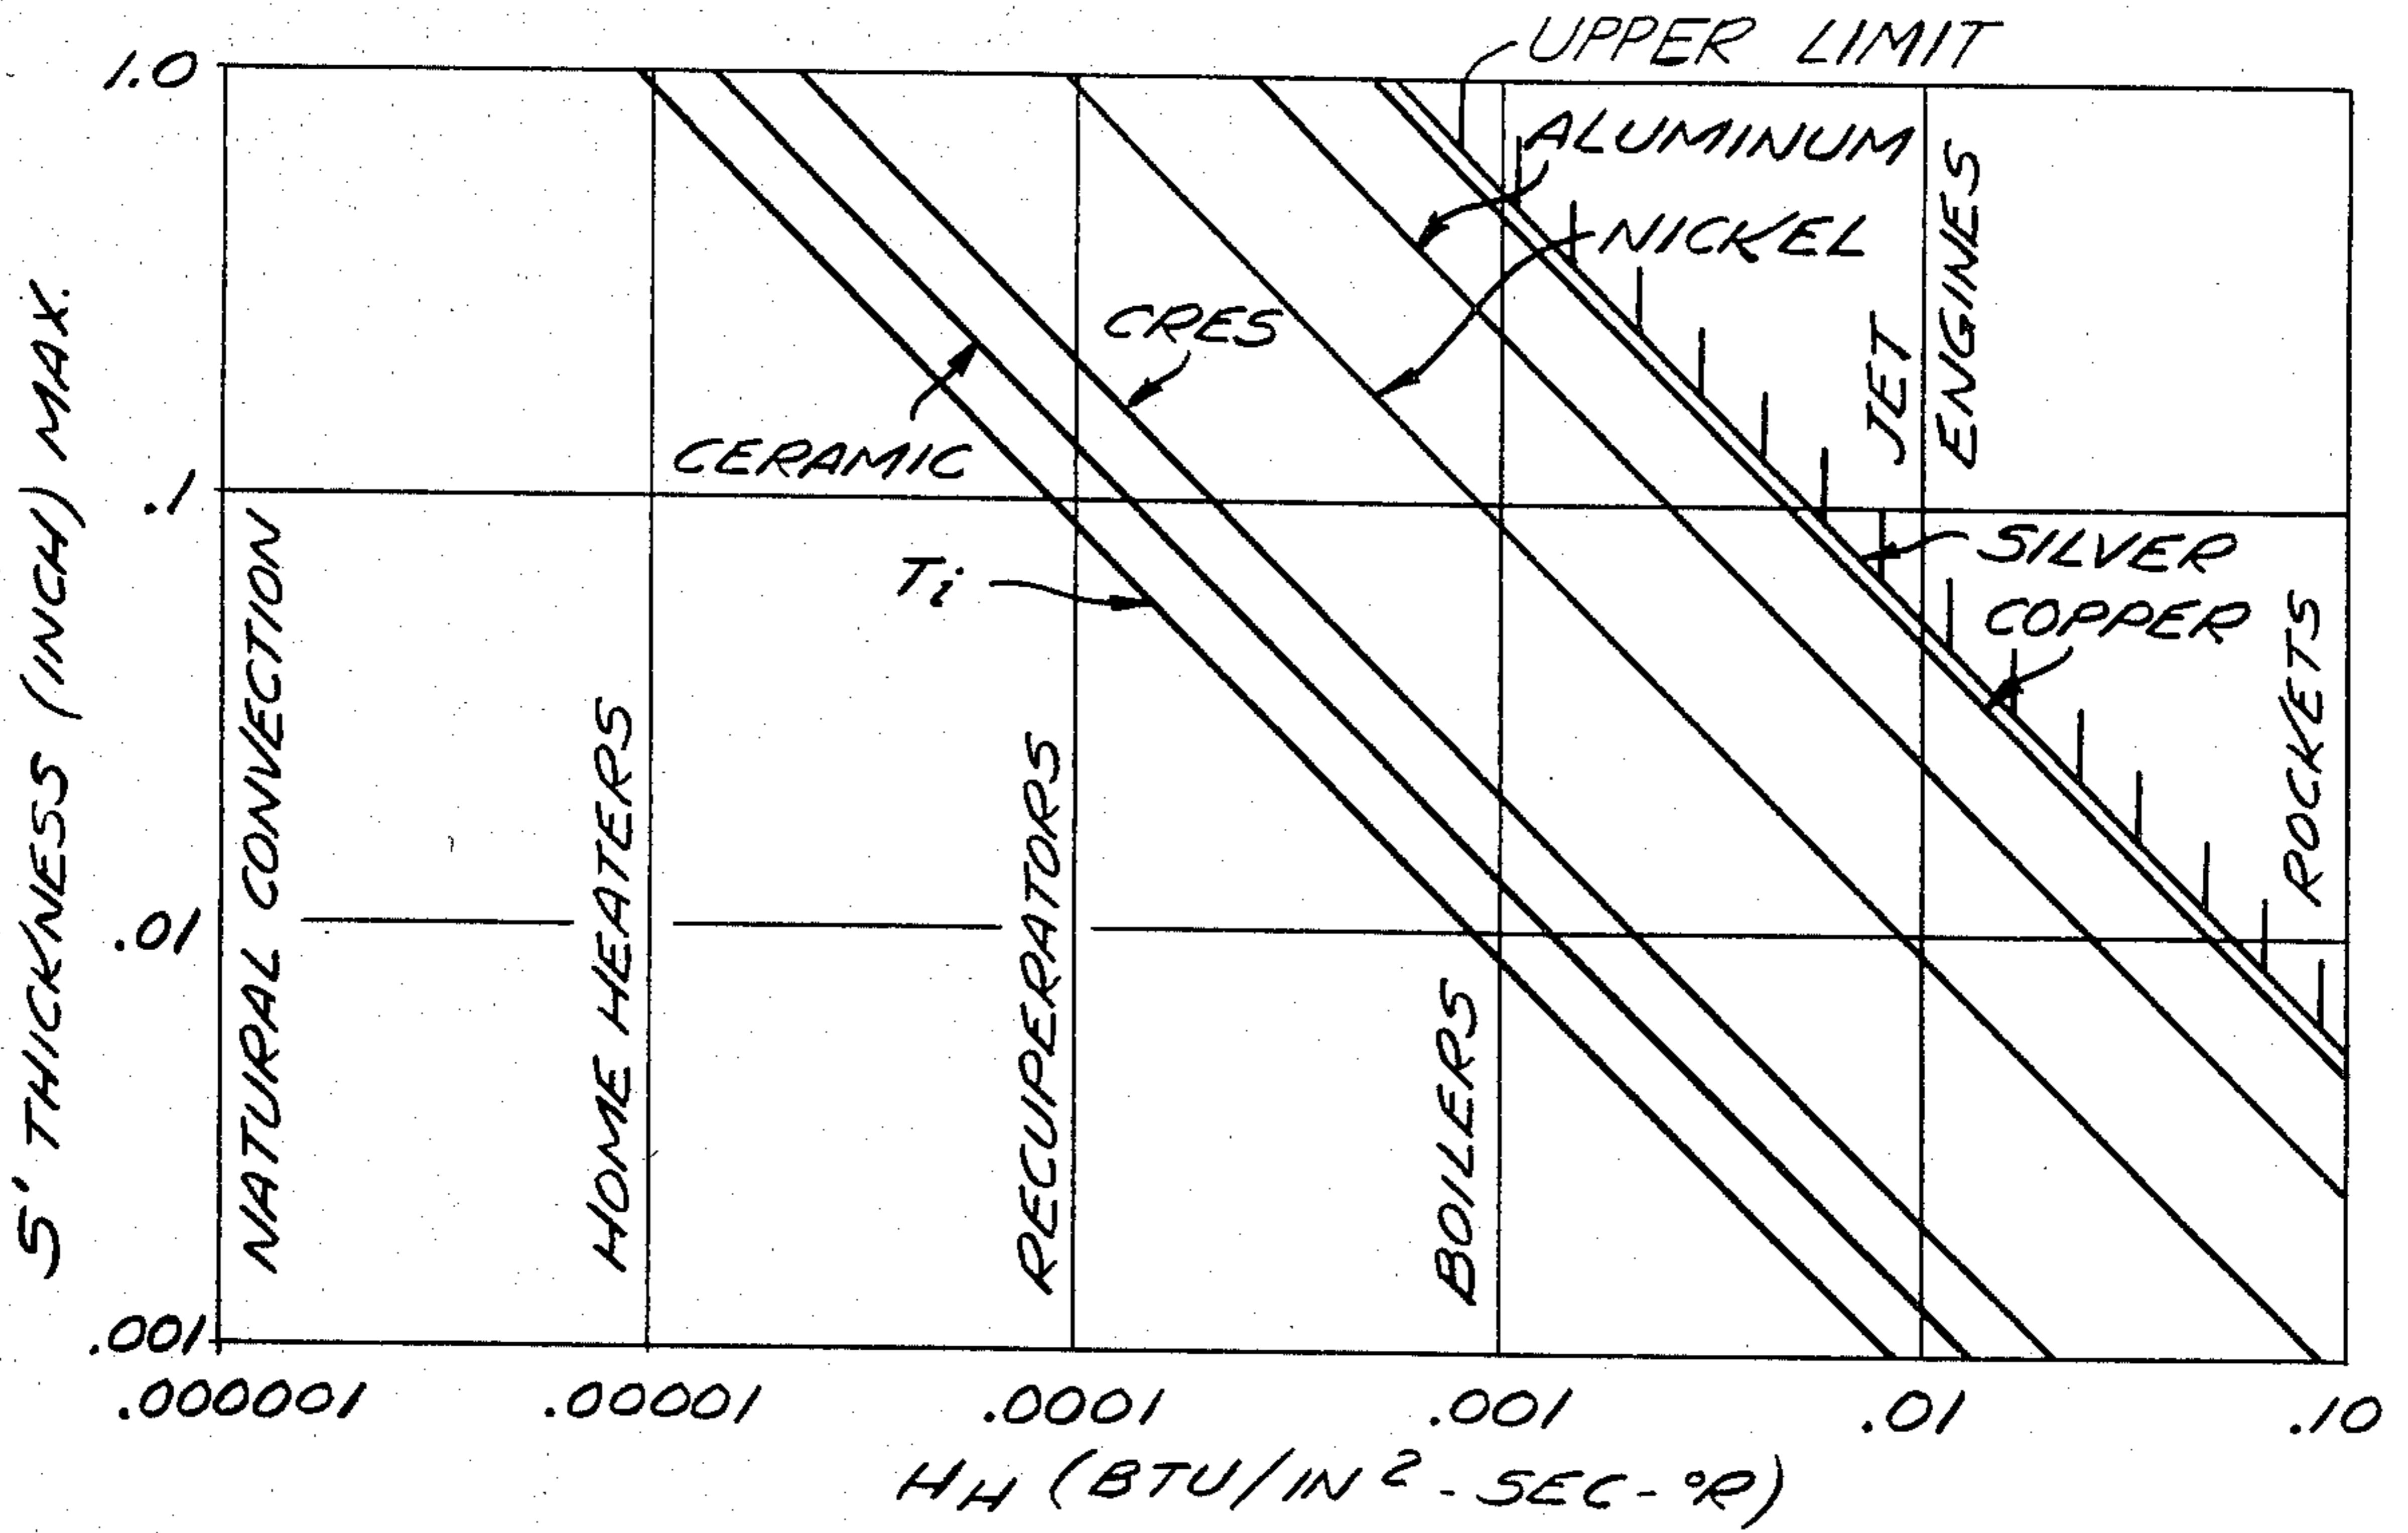 UPPER LIMIT
1.0
ALUMINUM
NICKEL
JET
ENGINES
CRES
CERAMIC
.1
SILVER
Ti
COPPER
S' THICKNESS (INCH) MAX.
NATURAL CONVECTION
HOME HEATERS
RECUPERATORS
BOILERS
ROCKETS
.01
.001
.000001 .00001 .0001 .001 .01 .10
HH (BTU/IN² - SEC - °R)